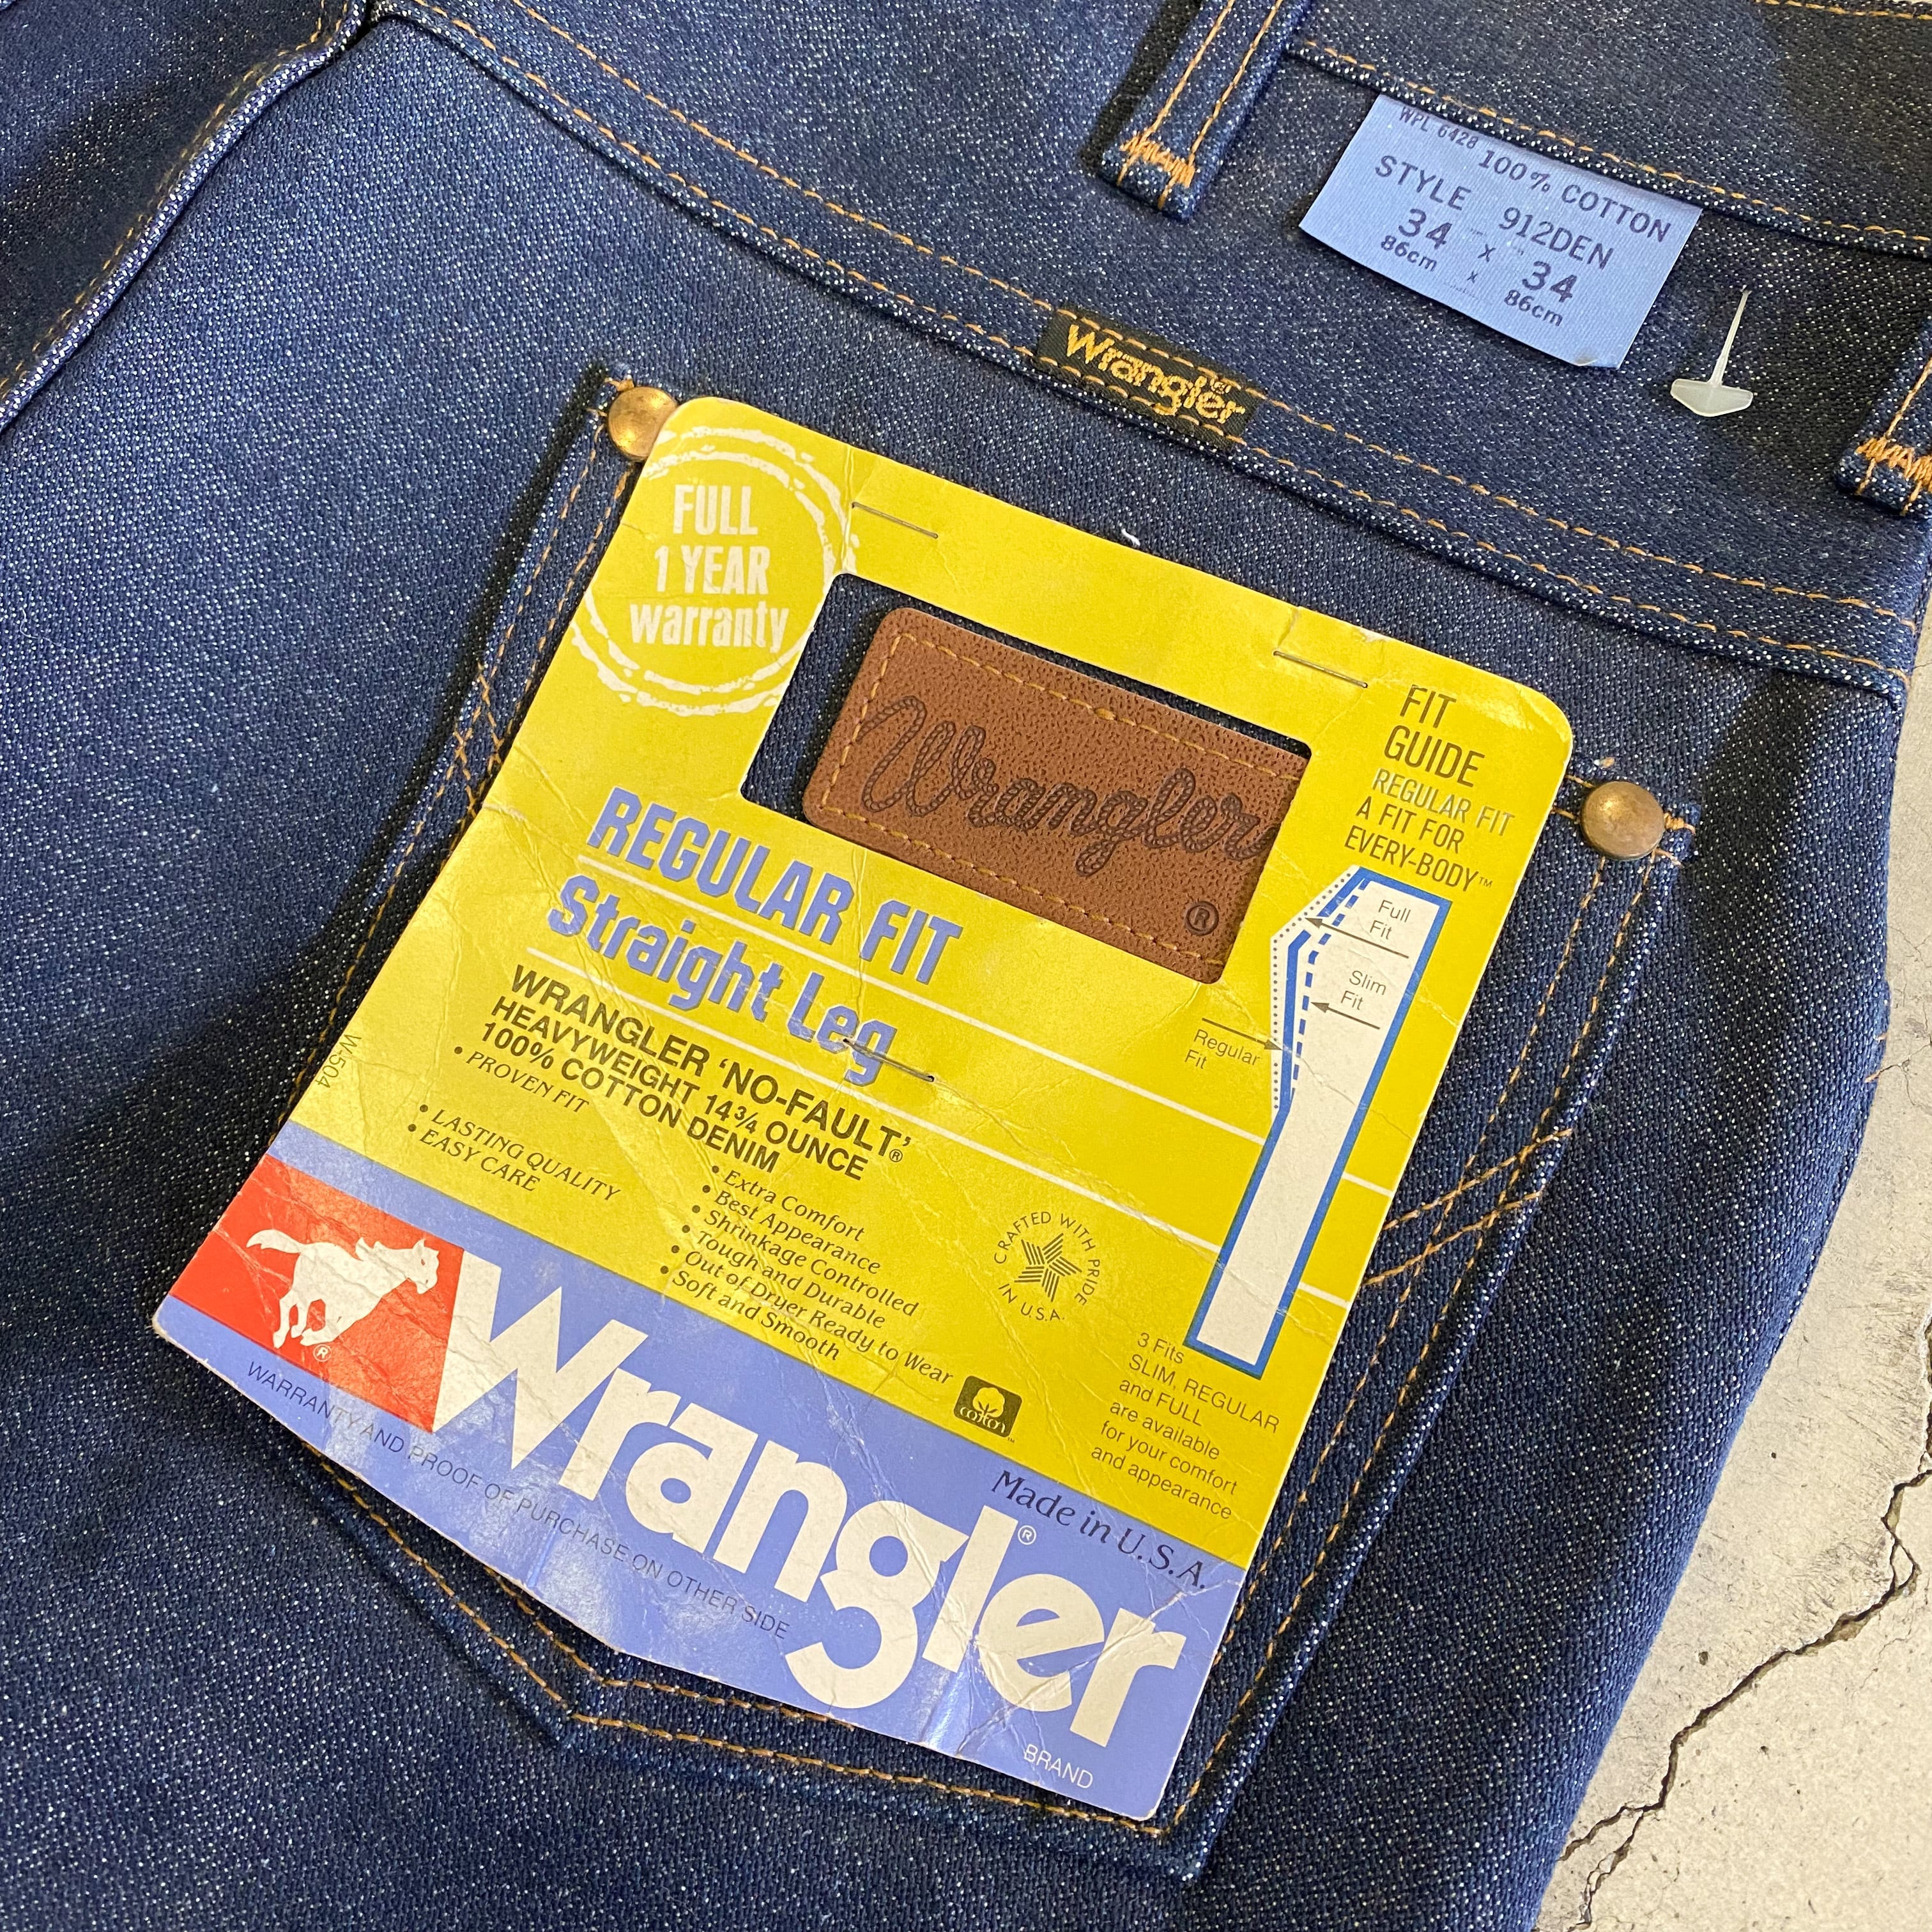 WPL 6428 100% COTTON
STYLE 912DEN
34 x 34
86cm x 86cm
Wrangler
FULL
1 YEAR
warranty
Wrangler
®
FIT
GUIDE
REGULAR FIT
A FIT FOR
EVERY-BODY™
Full
Fit
Slim
Fit
Regular
Fit
REGULAR FIT
Straight Leg
WRANGLER ‘NO-FAULT’®
HEAVYWEIGHT 14¾ OUNCE
100% COTTON DENIM
• PROVEN FIT
• LASTING QUALITY
• EASY CARE
• Extra Comfort
• Best Appearance
• Shrinkage Controlled
• Tough and Durable
• Out of Dryer Ready to Wear
• Soft and Smooth
W-504
CRAFTED WITH PRIDE
IN U.S.A.
cotton™
3 Fits
SLIM, REGULAR
and FULL
are available
for your comfort
and appearance
Made in U.S.A.
®
Wrangler®
BRAND
WARRANTY AND PROOF OF PURCHASE ON OTHER SIDE